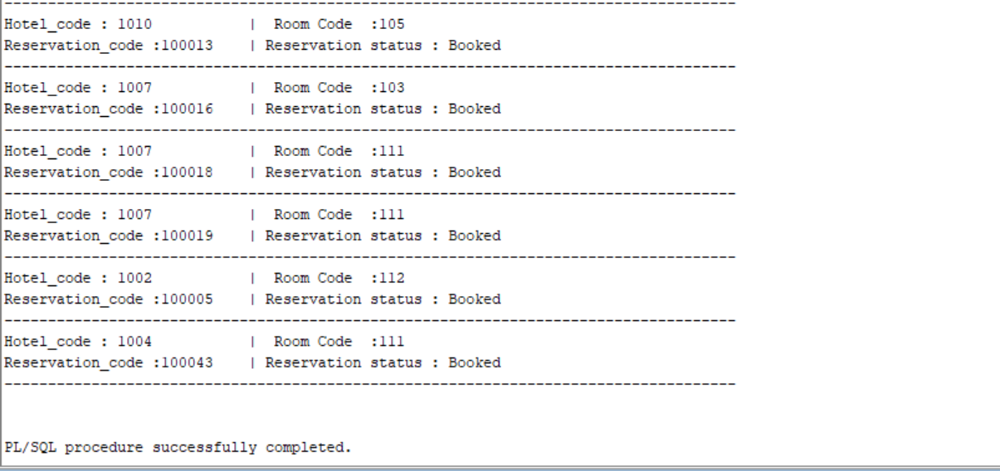 --------------------------------------------------------------------------------
Hotel_code : 1010          |  Room Code  :105
Reservation_code :100013    | Reservation status : Booked
--------------------------------------------------------------------------------
Hotel_code : 1007          |  Room Code  :103
Reservation_code :100016    | Reservation status : Booked
--------------------------------------------------------------------------------
Hotel_code : 1007          |  Room Code  :111
Reservation_code :100018    | Reservation status : Booked
--------------------------------------------------------------------------------
Hotel_code : 1007          |  Room Code  :111
Reservation_code :100019    | Reservation status : Booked
--------------------------------------------------------------------------------
Hotel_code : 1002          |  Room Code  :112
Reservation_code :100005    | Reservation status : Booked
--------------------------------------------------------------------------------
Hotel_code : 1004          |  Room Code  :111
Reservation_code :100043    | Reservation status : Booked
--------------------------------------------------------------------------------
PL/SQL procedure successfully completed.